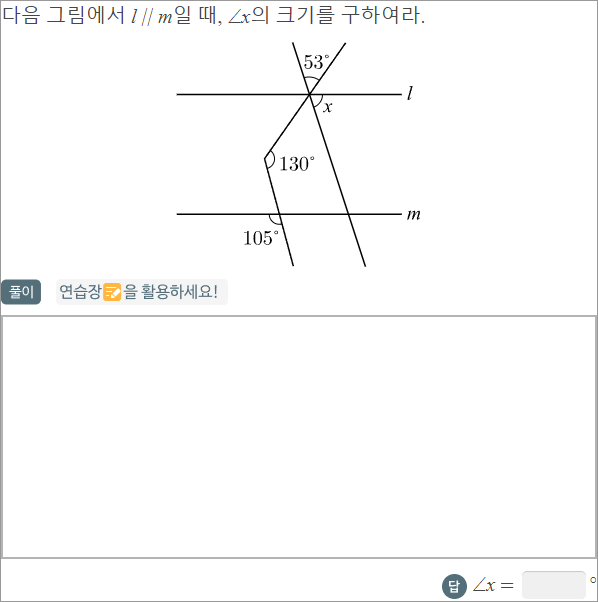 다음 그림에서 l // m일 때, ∠x의 크기를 구하여라.
53°
l
x
130°
m
105°
풀이 연습장을 활용하세요!
답 ∠x = °